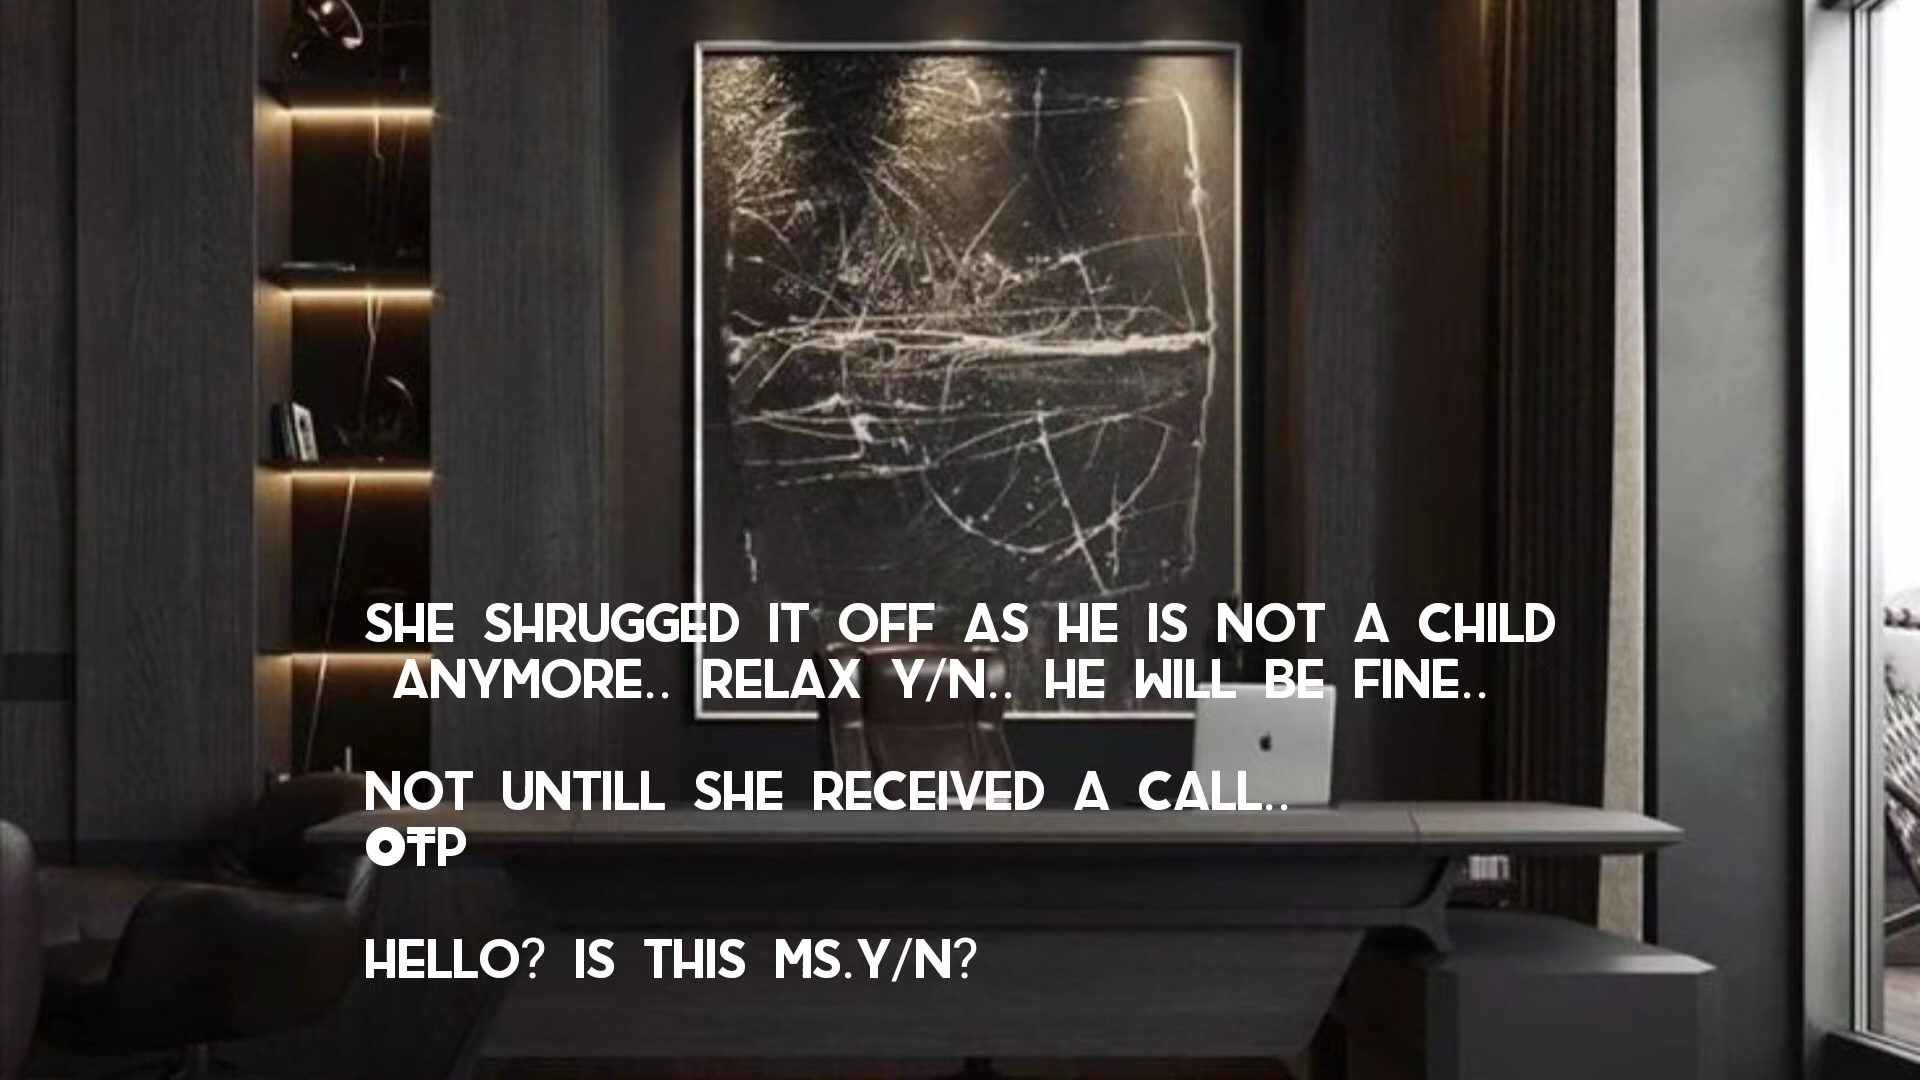 SHE SHRUGGED IT OFF AS HE IS NOT A CHILD
ANYMORE.. RELAX Y/N.. HE WILL BE FINE..
NOT UNTILL SHE RECEIVED A CALL..
OTP
HELLO? IS THIS MS.Y/N?